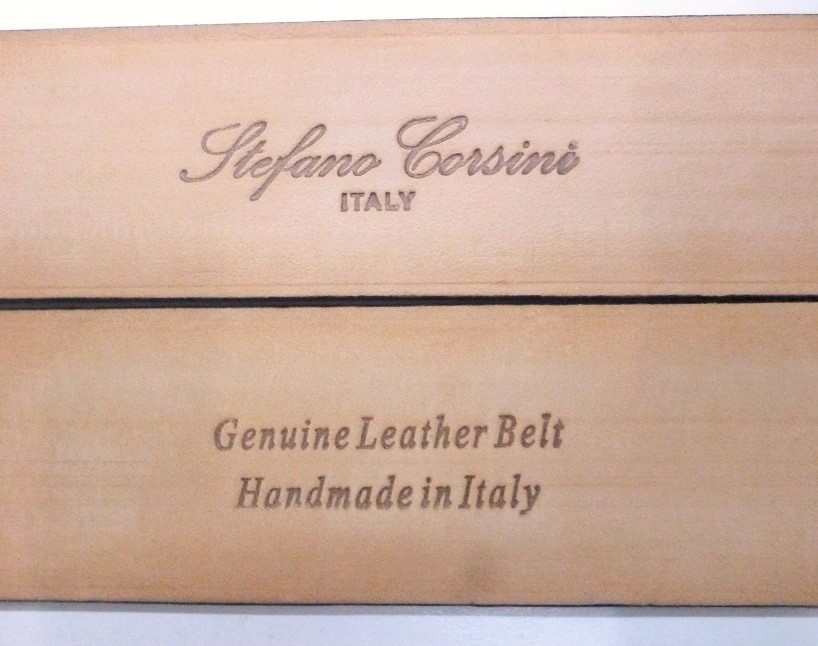 Stefano Corsini
ITALY
Genuine Leather Belt
Handmade in Italy